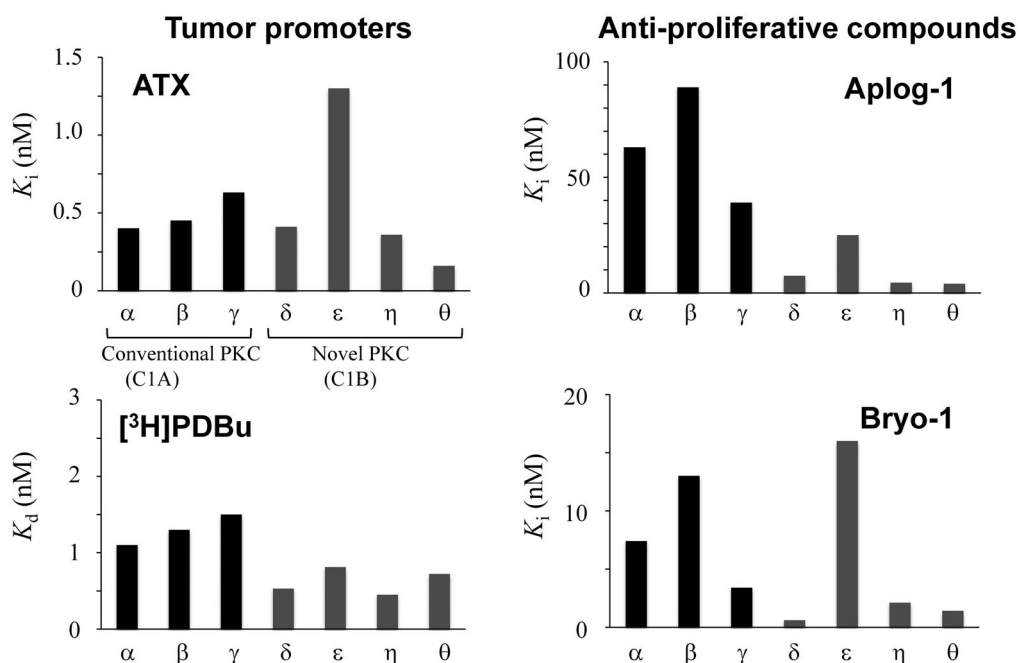 Tumor promoters
Anti-proliferative compounds
ATX
Kᵢ (nM)
1.5
1.0
0.5
0
α β γ δ ε η θ
Conventional PKC
(C1A)
Novel PKC
(C1B)
Aplog-1
Kᵢ (nM)
100
50
0
α β γ δ ε η θ
[³H]PDBu
K_d (nM)
3
2
1
0
α β γ δ ε η θ
Bryo-1
Kᵢ (nM)
20
10
0
α β γ δ ε η θ